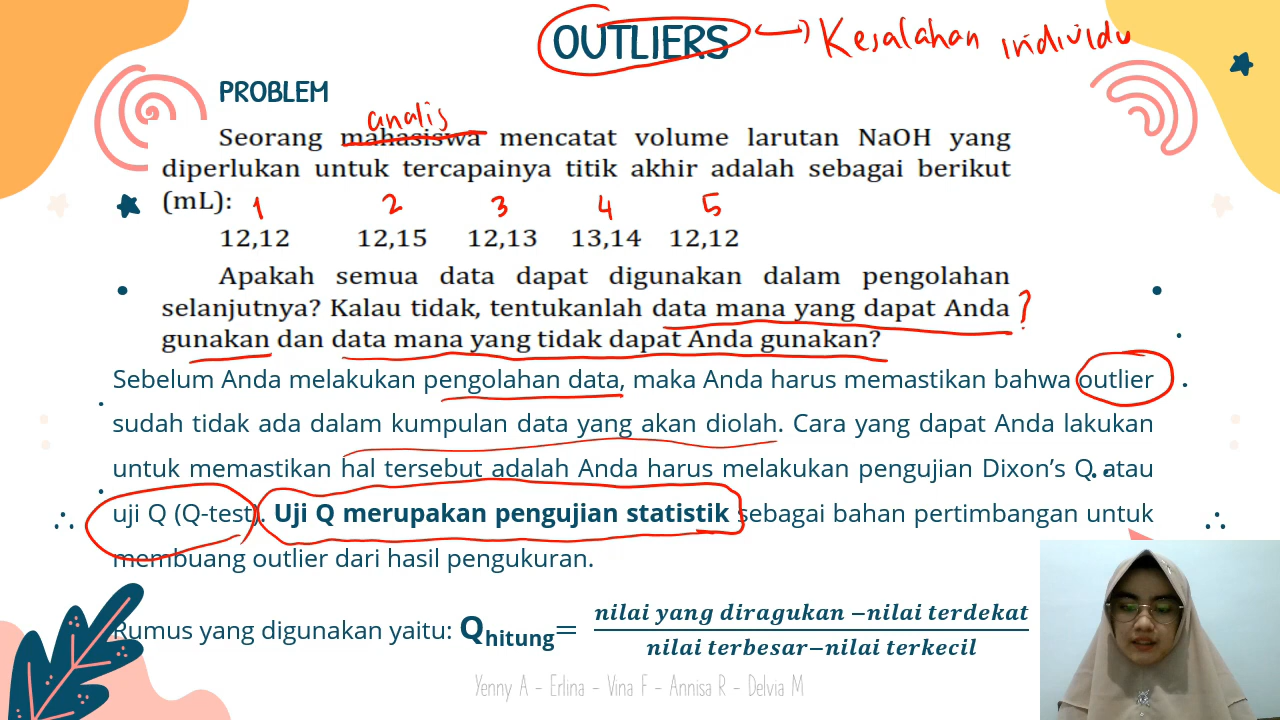 OUTLIERS → Kesalahan individu
PROBLEM
analis
Seorang mahasiswa mencatat volume larutan NaOH yang
diperlukan untuk tercapainya titik akhir adalah sebagai berikut
(mL):
1 2 3 4 5
12,12 12,15 12,13 13,14 12,12
Apakah semua data dapat digunakan dalam pengolahan
selanjutnya? Kalau tidak, tentukanlah data mana yang dapat Anda ?
gunakan dan data mana yang tidak dapat Anda gunakan?
Sebelum Anda melakukan pengolahan data, maka Anda harus memastikan bahwa outlier
sudah tidak ada dalam kumpulan data yang akan diolah. Cara yang dapat Anda lakukan
untuk memastikan hal tersebut adalah Anda harus melakukan pengujian Dixon's Q atau
uji Q (Q-test). Uji Q merupakan pengujian statistik sebagai bahan pertimbangan untuk
membuang outlier dari hasil pengukuran.
Rumus yang digunakan yaitu: Qhitung=
nilai yang diragukan −nilai terdekat
nilai terbesar−nilai terkecil
Yenny A - Erlina - Vina F - Annisa R - Delvia M